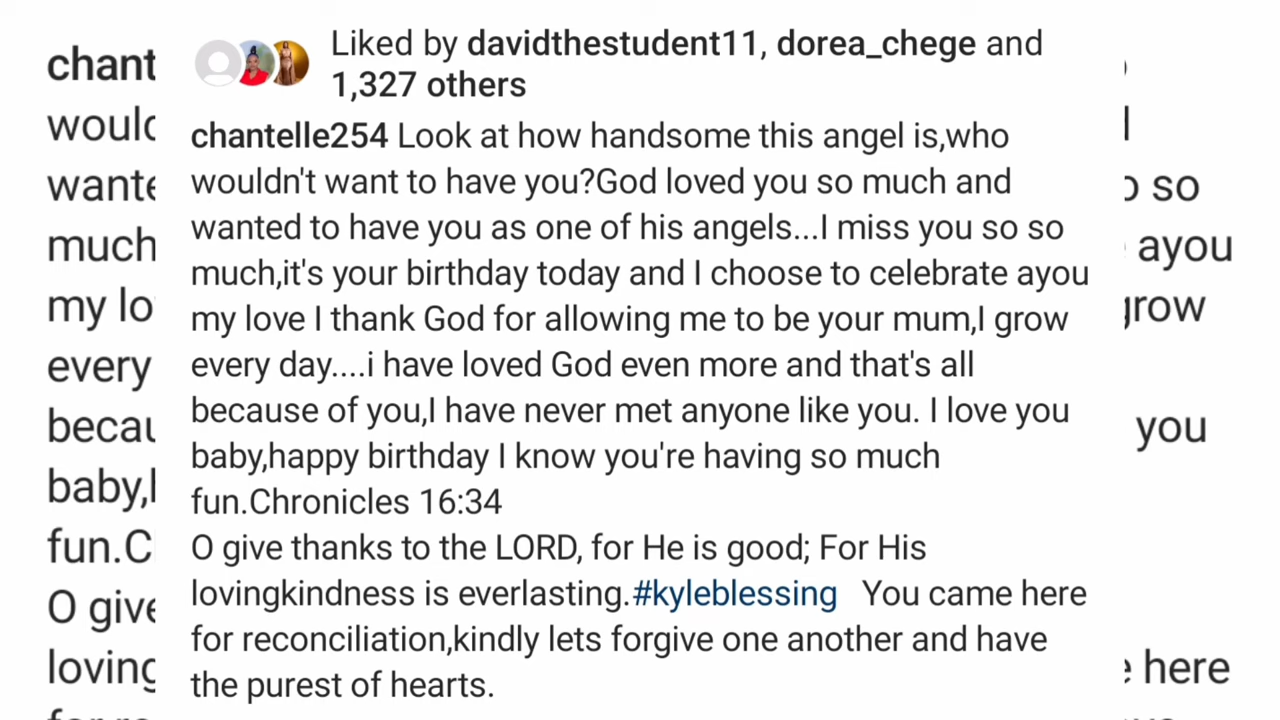 Liked by davidthestudent11, dorea_chege and
1,327 others
chantelle254 Look at how handsome this angel is,who
wouldn't want to have you?God loved you so much and
wanted to have you as one of his angels...I miss you so so
much,it's your birthday today and I choose to celebrate ayou
my love I thank God for allowing me to be your mum,I grow
every day....i have loved God even more and that's all
because of you,I have never met anyone like you. I love you
baby,happy birthday I know you're having so much
fun.Chronicles 16:34
O give thanks to the LORD, for He is good; For His
lovingkindness is everlasting.#kyleblessing You came here
for reconciliation,kindly lets forgive one another and have
the purest of hearts.